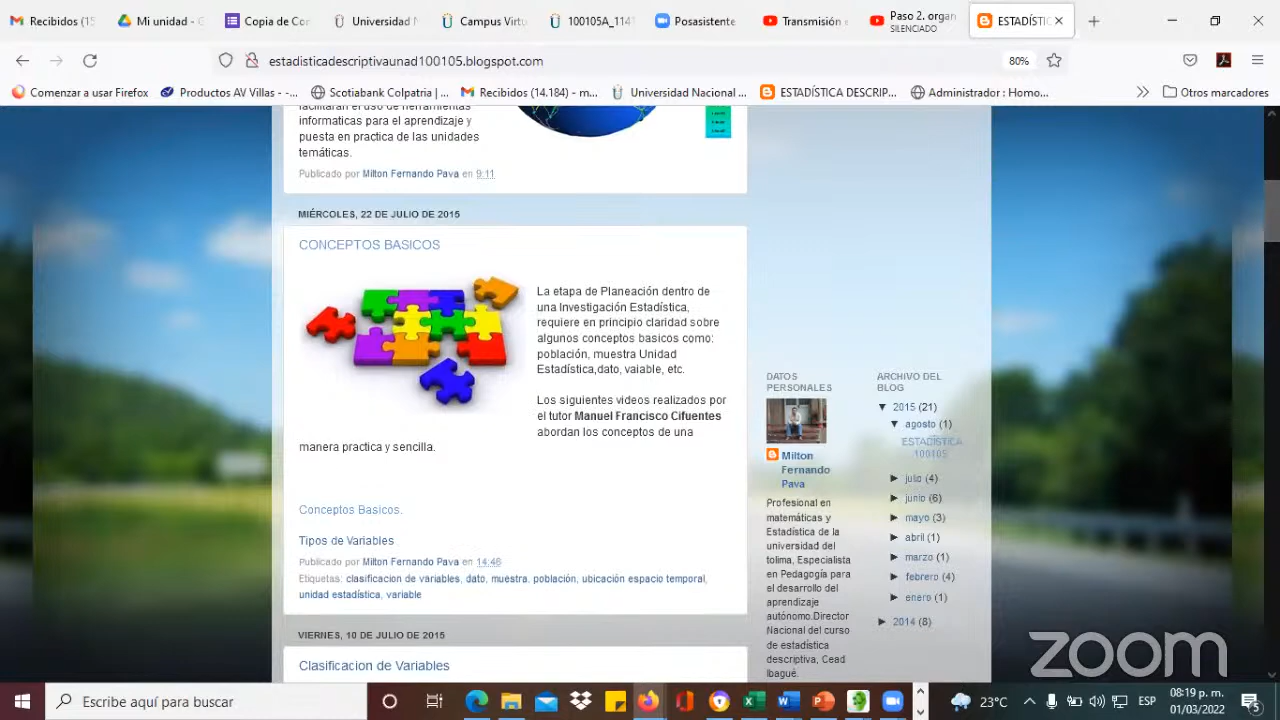 Recibidos (15
Mi unidad - G
Copia de Cor
Universidad N
Campus Virtu
100105A_114
Posasistente
Transmisión e
Paso 2. organ
SILENCIADO
ESTADÍSTIC
estadisticadescriptivaunad100105.blogspot.com
80%
Comenzar a usar Firefox
Productos AV Villas - -...
Scotiabank Colpatria | ...
Recibidos (14.184) - m...
Universidad Nacional ...
ESTADÍSTICA DESCRIP...
Administrador : Homo...
Otros marcadores
facilitarán el uso de herramientas
informaticas para el aprendizaje y
puesta en practica de las unidades
temáticas.
Publicado por Milton Fernando Pava en 9:11
MIÉRCOLES, 22 DE JULIO DE 2015
CONCEPTOS BASICOS
La etapa de Planeación dentro de
una Investigación Estadística,
requiere en principio claridad sobre
algunos conceptos basicos como:
población, muestra Unidad
Estadística,dato, vaiable, etc.
Los siguientes videos realizados por
el tutor Manuel Francisco Cifuentes
abordan los conceptos de una
manera practica y sencilla.
Conceptos Basicos.
Tipos de Variables
Publicado por Milton Fernando Pava en 14:46
Etiquetas: clasificacion de variables, dato, muestra, población, ubicación espacio temporal,
unidad estadística, variable
VIERNES, 10 DE JULIO DE 2015
Clasificacion de Variables
DATOS
PERSONALES
Milton
Fernando
Pava
Profesional en
matemáticas y
Estadística de la
universidad del
tolima, Especialista
en Pedagogía para
el desarrollo del
aprendizaje
autónomo.Director
Nacional del curso
de estadística
descriptiva, Cead
Ibagué.
ARCHIVO DEL
BLOG
▼ 2015 (21)
▼ agosto (1)
ESTADÍSTICA
100105
► julio (4)
► junio (6)
► mayo (3)
► abril (1)
► marzo (1)
► febrero (4)
► enero (1)
► 2014 (8)
zoom
Escribe aquí para buscar
23°C
ESP
08:19 p. m.
01/03/2022
5